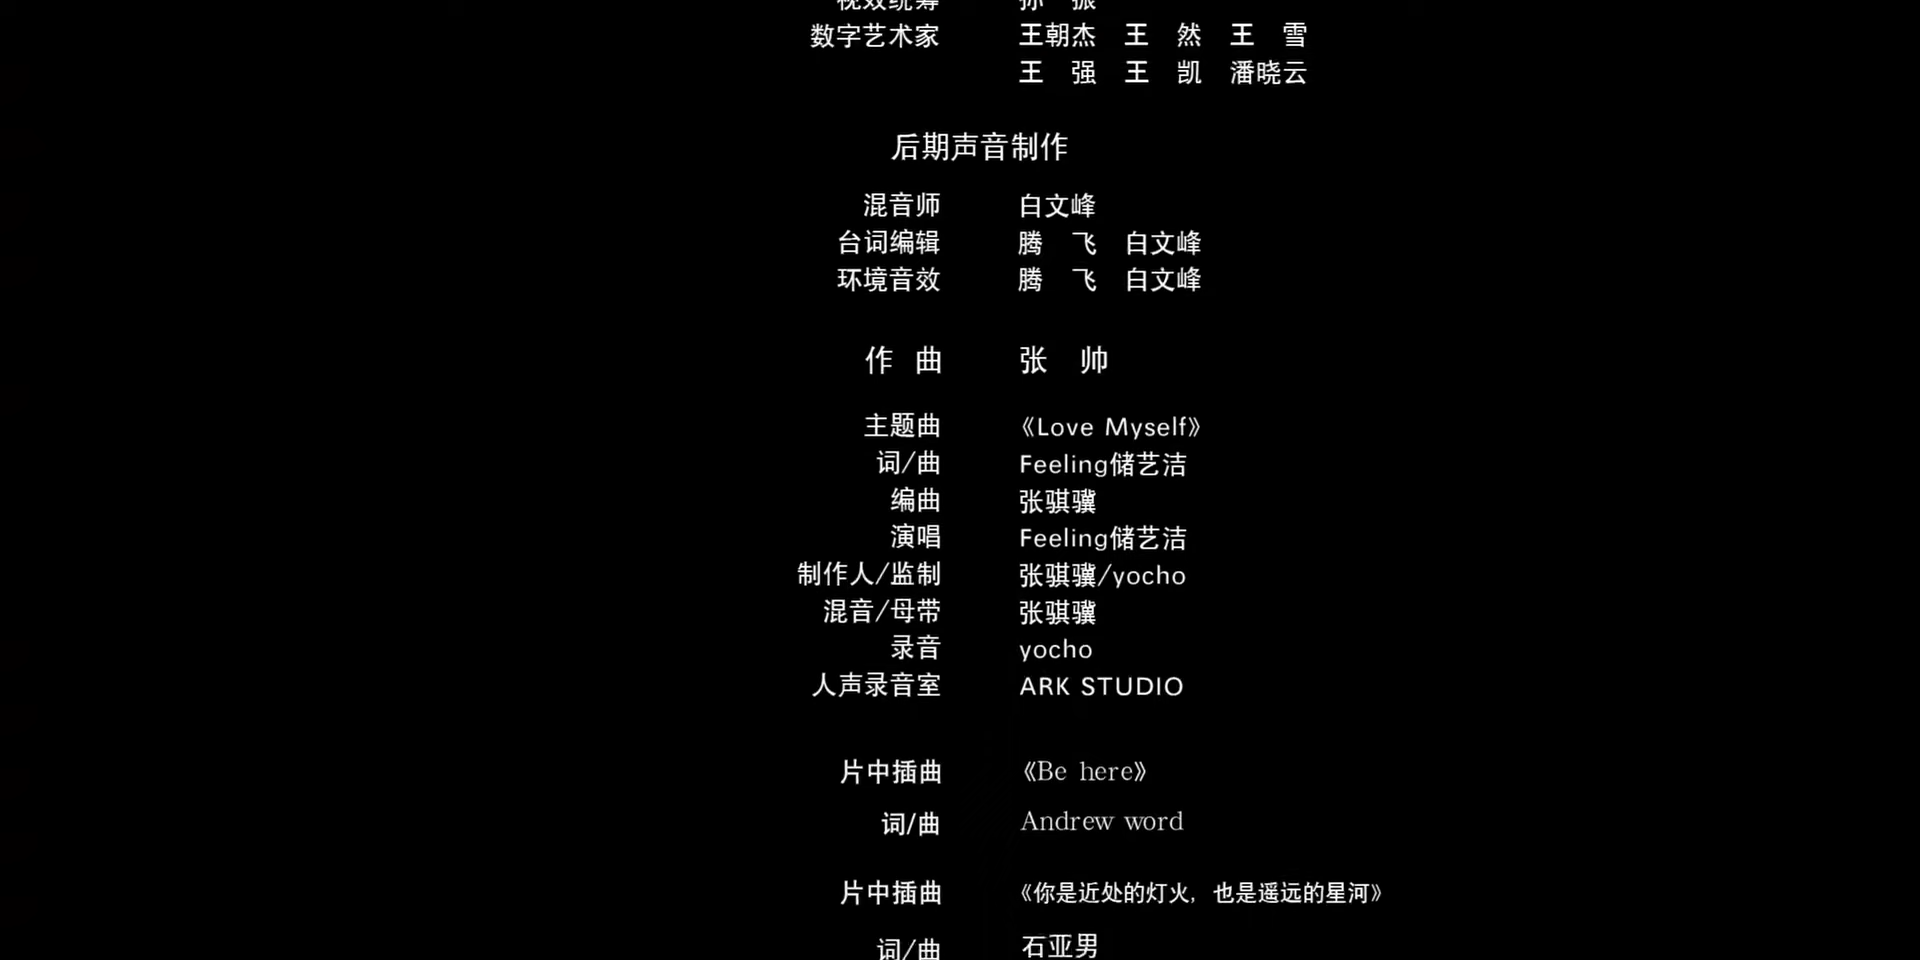 视效统筹 孙 振
数字艺术家 王朝杰 王 然 王 雪
王 强 王 凯 潘晓云
后期声音制作
混音师 白文峰
台词编辑 腾 飞 白文峰
环境音效 腾 飞 白文峰
作 曲 张 帅
主题曲 《Love Myself》
词/曲 Feeling储艺洁
编曲 张骐骥
演唱 Feeling储艺洁
制作人/监制 张骐骥/yocho
混音/母带 张骐骥
录音 yocho
人声录音室 ARK STUDIO
片中插曲 《Be here》
词/曲 Andrew word
片中插曲 《你是近处的灯火，也是遥远的星河》
词/曲 石亚男